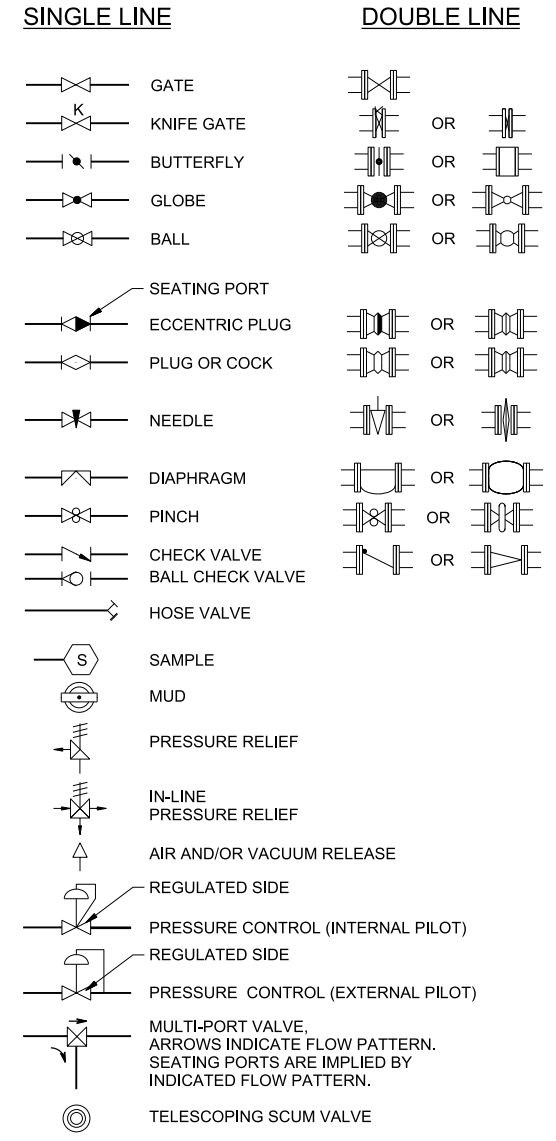 SINGLE LINE DOUBLE LINE
GATE
K
KNIFE GATE OR
BUTTERFLY OR
GLOBE OR
BALL OR
SEATING PORT
ECCENTRIC PLUG OR
PLUG OR COCK OR
NEEDLE OR
DIAPHRAGM OR
PINCH OR
CHECK VALVE OR
BALL CHECK VALVE
HOSE VALVE
S SAMPLE
MUD
PRESSURE RELIEF
IN-LINE
PRESSURE RELIEF
AIR AND/OR VACUUM RELEASE
REGULATED SIDE
PRESSURE CONTROL (INTERNAL PILOT)
REGULATED SIDE
PRESSURE CONTROL (EXTERNAL PILOT)
MULTI-PORT VALVE,
ARROWS INDICATE FLOW PATTERN.
SEATING PORTS ARE IMPLIED BY
INDICATED FLOW PATTERN.
TELESCOPING SCUM VALVE